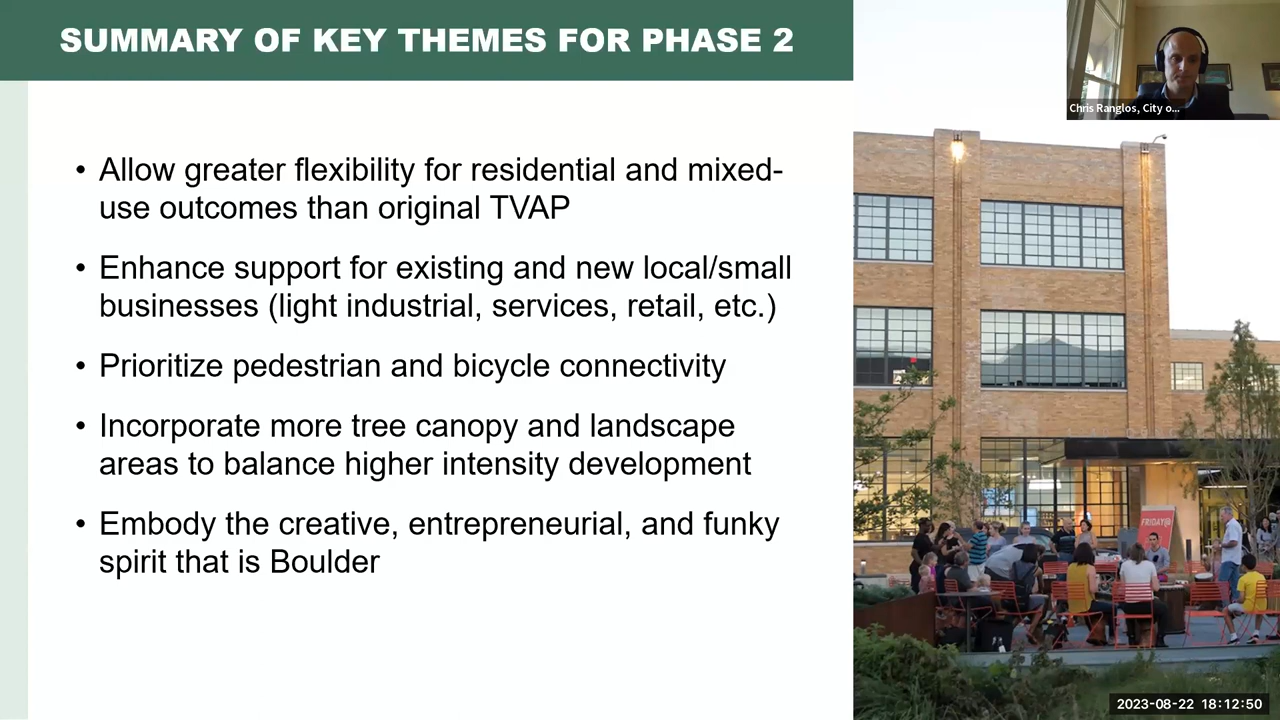 SUMMARY OF KEY THEMES FOR PHASE 2
Chris Ranglos, City o...
• Allow greater flexibility for residential and mixed-
use outcomes than original TVAP
• Enhance support for existing and new local/small
businesses (light industrial, services, retail, etc.)
• Prioritize pedestrian and bicycle connectivity
• Incorporate more tree canopy and landscape
areas to balance higher intensity development
• Embody the creative, entrepreneurial, and funky
spirit that is Boulder
FRIDAY
2023-08-22 18:12:50